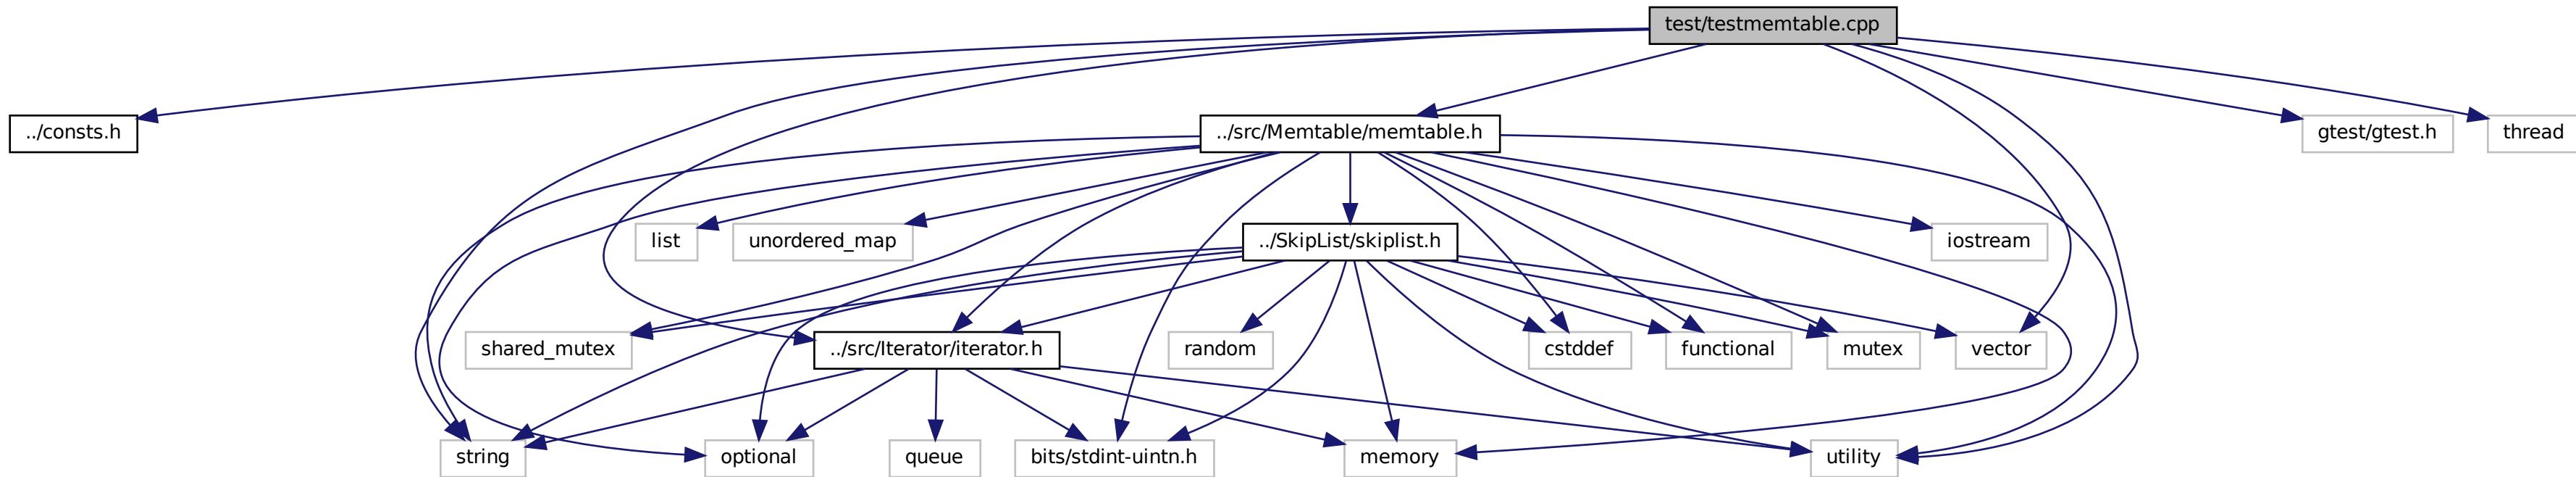 test/testmemtable.cpp
../consts.h
../src/Memtable/memtable.h
gtest/gtest.h
thread
list
unordered_map
../SkipList/skiplist.h
iostream
shared_mutex
../src/Iterator/iterator.h
random
cstddef
functional
mutex
vector
string
optional
queue
bits/stdint-uintn.h
memory
utility